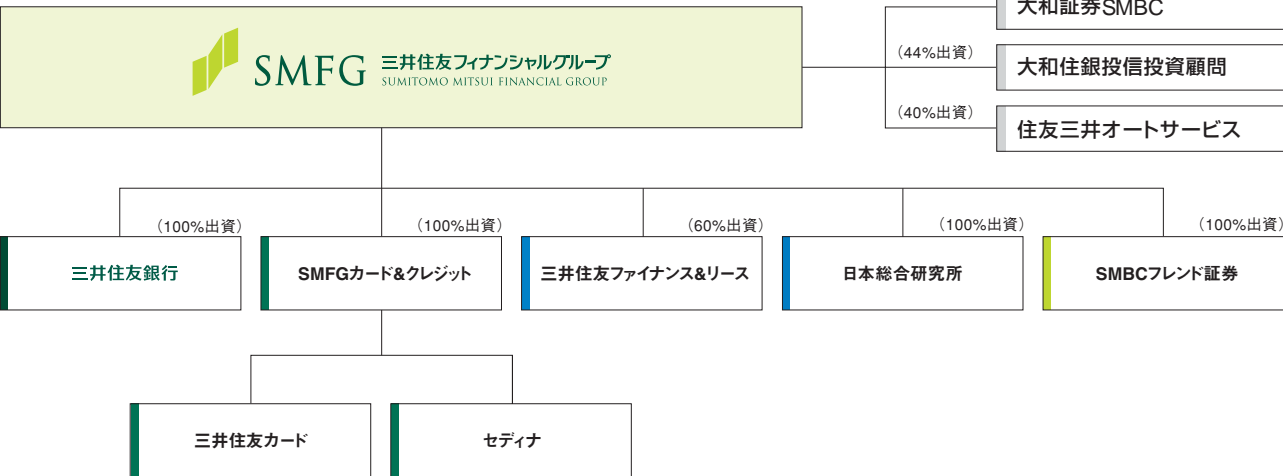 大和証券SMBC
SMFG 三井住友フィナンシャルグループ
SUMITOMO MITSUI FINANCIAL GROUP
（44%出資）
大和住銀投信投資顧問
（40%出資）
住友三井オートサービス
（100%出資）
（100%出資）
（60%出資）
（100%出資）
（100%出資）
三井住友銀行
SMFGカード&クレジット
三井住友ファイナンス&リース
日本総合研究所
SMBCフレンド証券
三井住友カード
セディナ